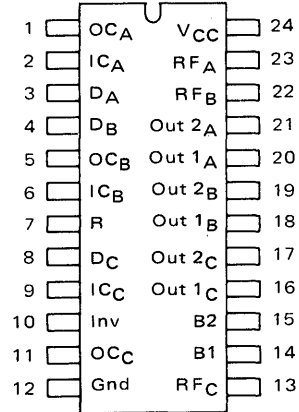 1 OCA VCC 24
2 ICA RFA 23
3 DA RFB 22
4 DB Out 2A 21
5 OCB Out 1A 20
6 ICB Out 2B 19
7 R Out 1B 18
8 DC Out 2C 17
9 ICC Out 1C 16
10 Inv B2 15
11 OCC B1 14
12 Gnd RFC 13